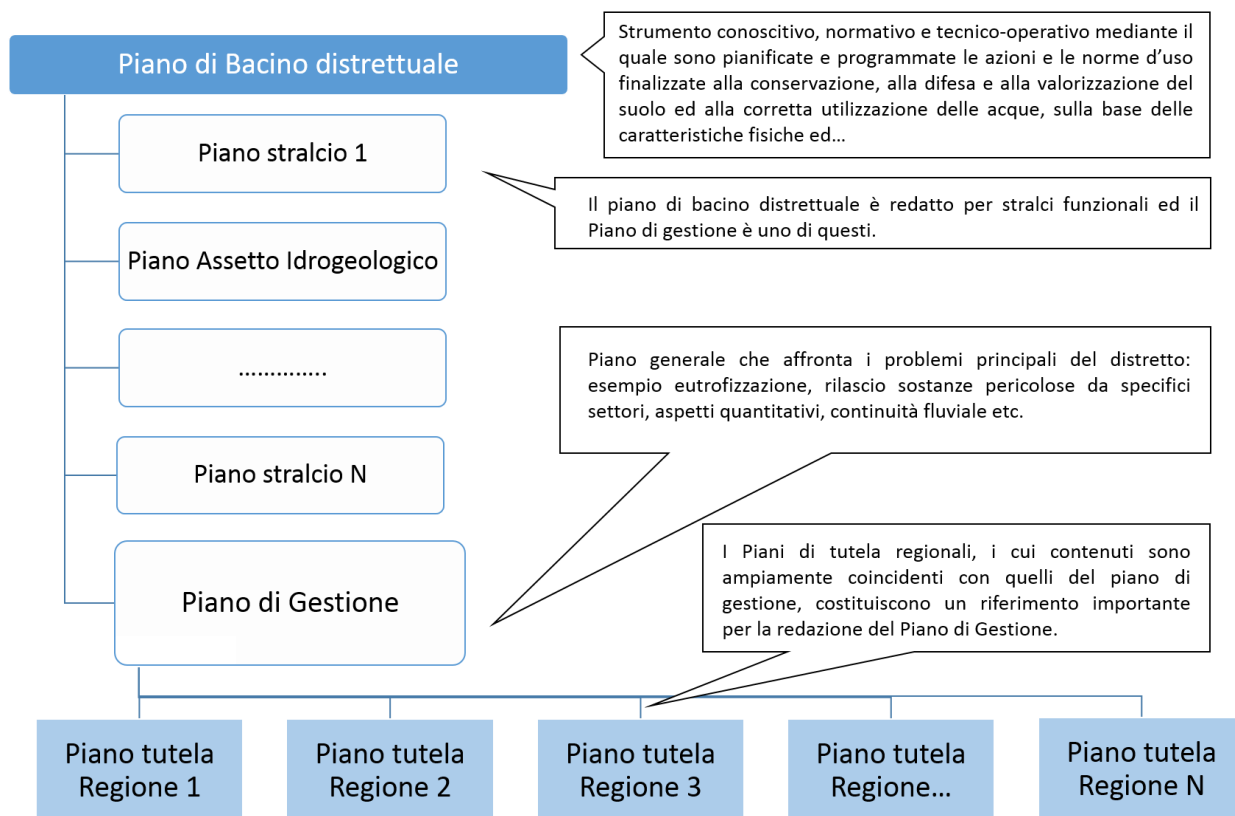 Piano di Bacino distrettuale
Strumento conoscitivo, normativo e tecnico-operativo mediante il
quale sono pianificate e programmate le azioni e le norme d’uso
finalizzate alla conservazione, alla difesa e alla valorizzazione del
suolo ed alla corretta utilizzazione delle acque, sulla base delle
caratteristiche fisiche ed…
Piano stralcio 1
Il piano di bacino distrettuale è redatto per stralci funzionali ed il
Piano di gestione è uno di questi.
Piano Assetto Idrogeologico
.............
Piano generale che affronta i problemi principali del distretto:
esempio eutrofizzazione, rilascio sostanze pericolose da specifici
settori, aspetti quantitativi, continuità fluviale etc.
Piano stralcio N
I Piani di tutela regionali, i cui contenuti sono
ampiamente coincidenti con quelli del piano di
gestione, costituiscono un riferimento importante
per la redazione del Piano di Gestione.
Piano di Gestione
Piano tutela
Regione 1
Piano tutela
Regione 2
Piano tutela
Regione 3
Piano tutela
Regione…
Piano tutela
Regione N